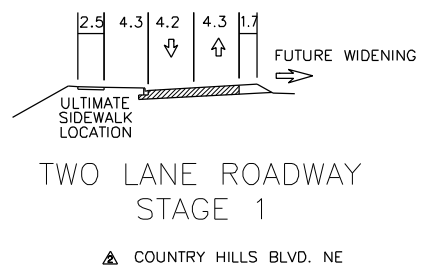 2.5 4.3 4.2 4.3 1.7
FUTURE WIDENING
ULTIMATE
SIDEWALK
LOCATION
TWO LANE ROADWAY
STAGE 1
2 COUNTRY HILLS BLVD. NE